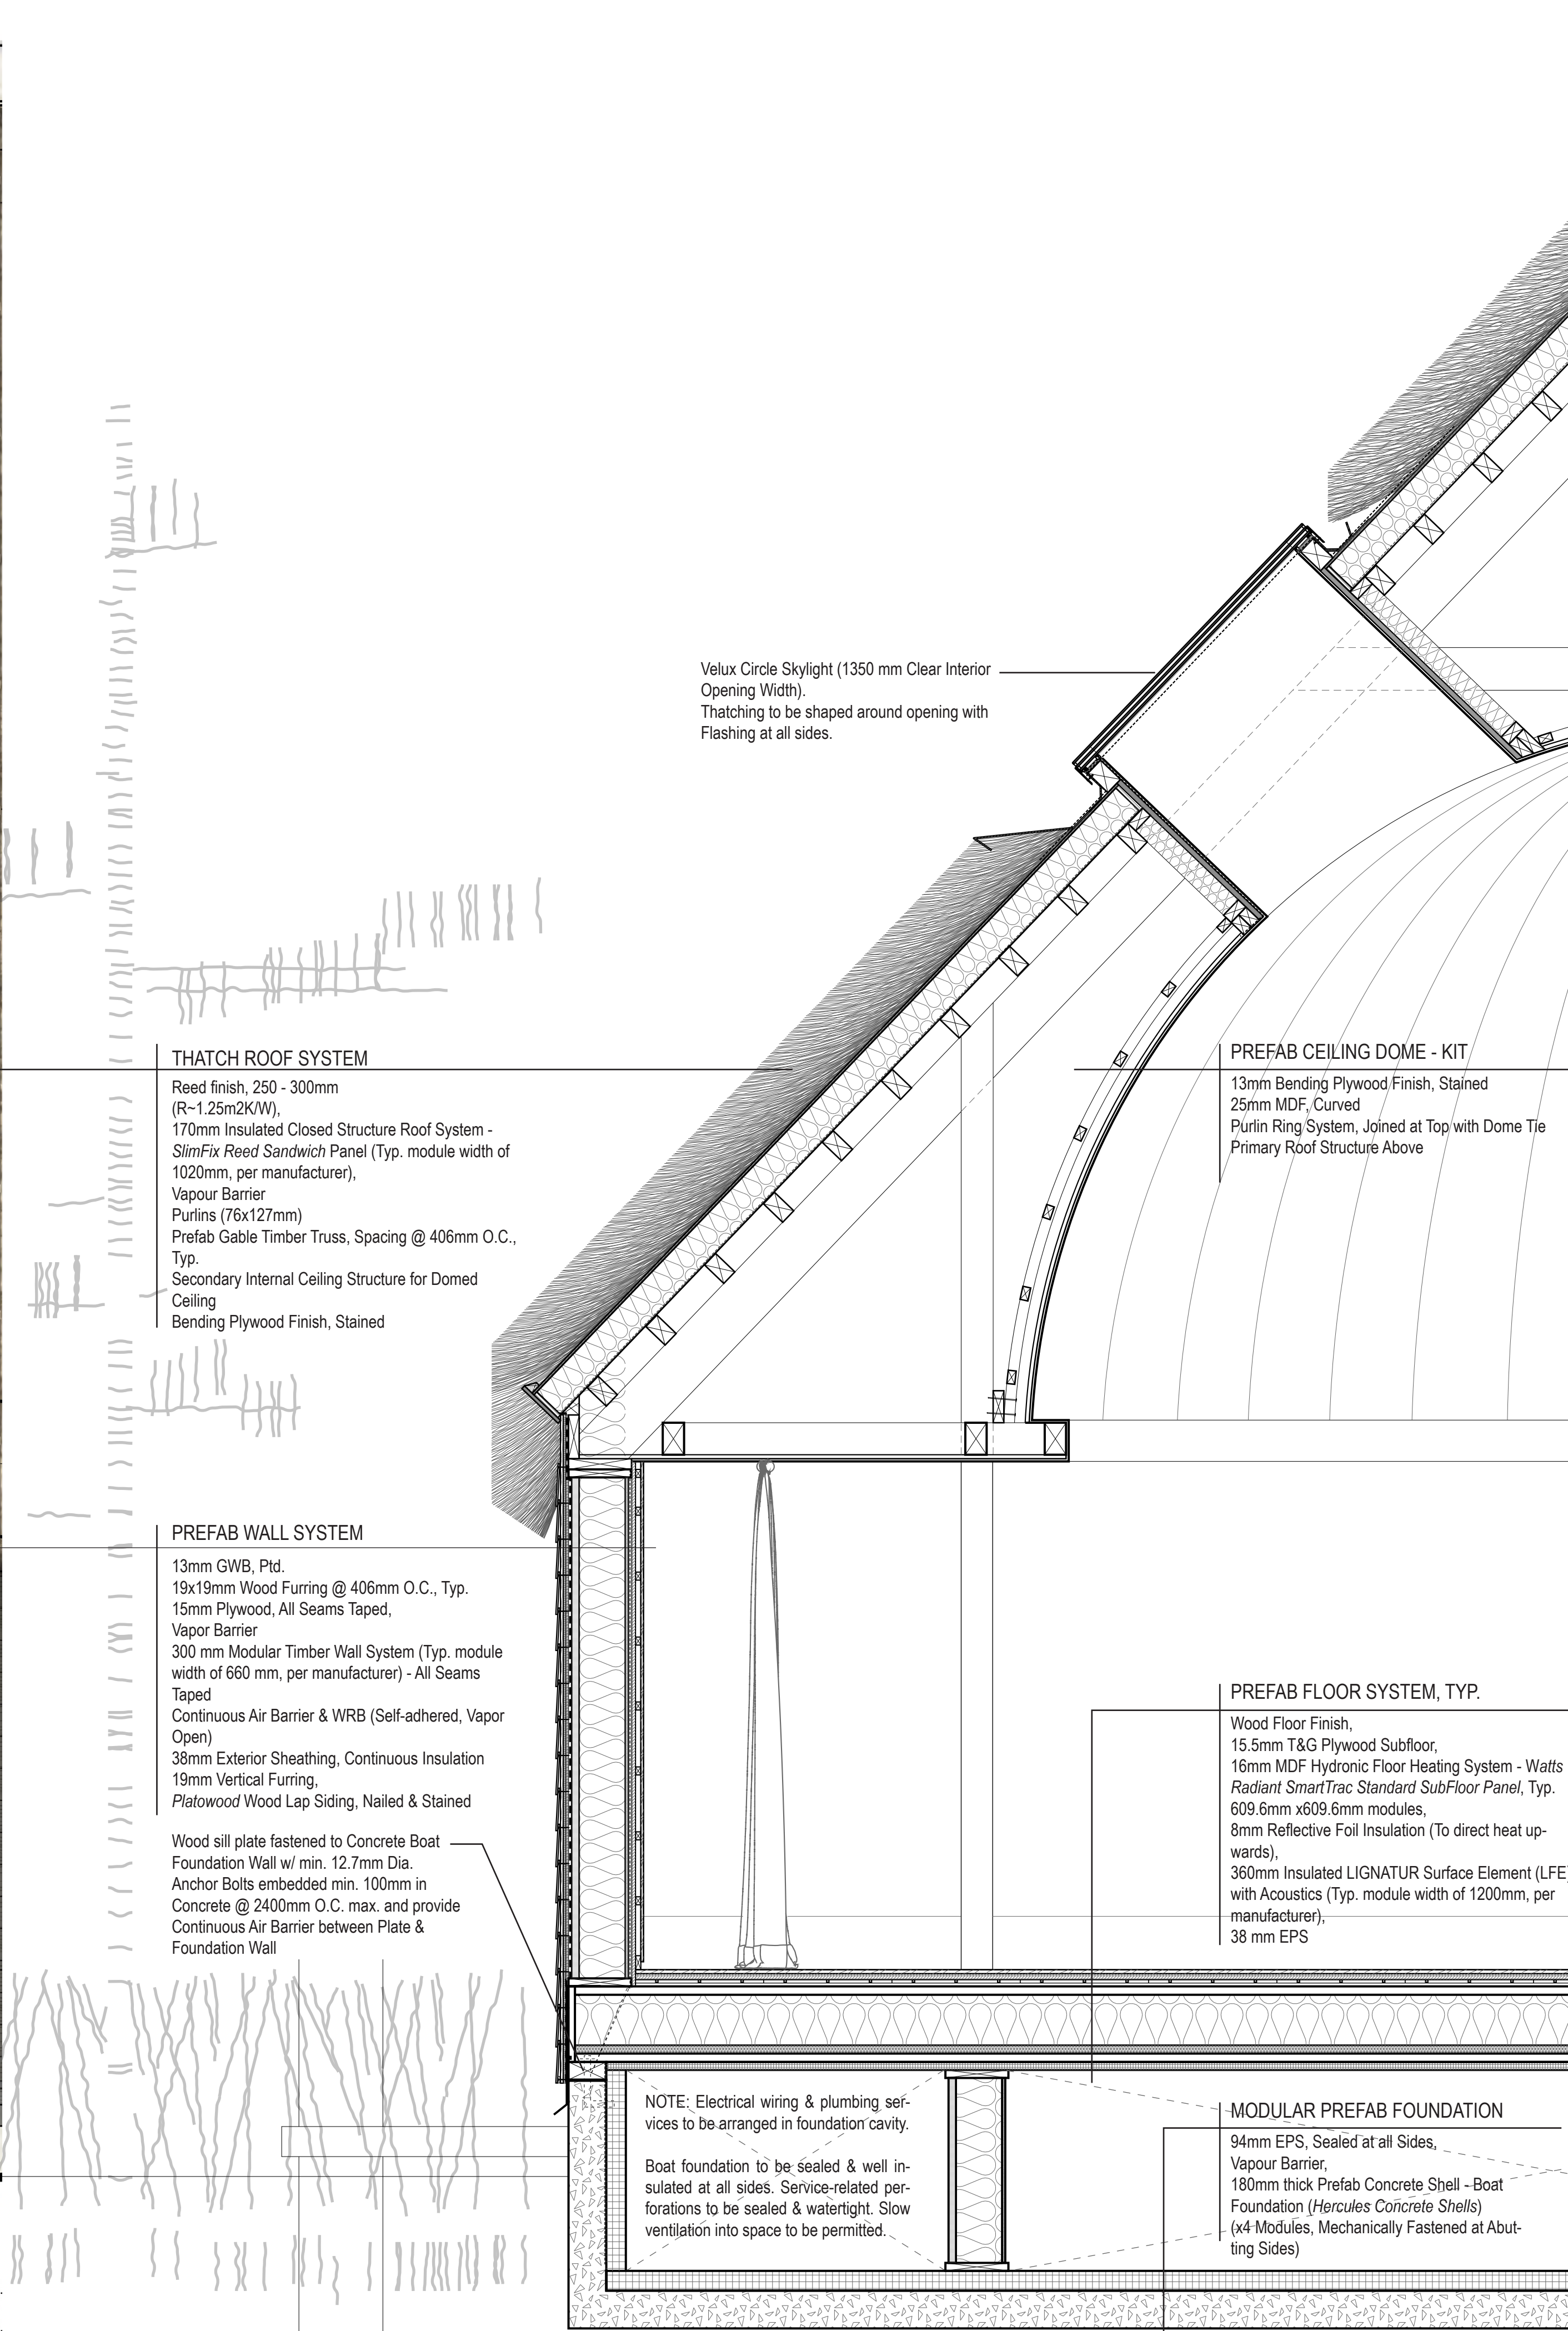 Velux Circle Skylight (1350 mm Clear Interior
Opening Width).
Thatching to be shaped around opening with
Flashing at all sides.
THATCH ROOF SYSTEM
Reed finish, 250 - 300mm
(R~1.25m2K/W),
170mm Insulated Closed Structure Roof System -
SlimFix Reed Sandwich Panel (Typ. module width of
1020mm, per manufacturer),
Vapour Barrier
Purlins (76x127mm)
Prefab Gable Timber Truss, Spacing @ 406mm O.C.,
Typ.
Secondary Internal Ceiling Structure for Domed
Ceiling
Bending Plywood Finish, Stained
PREFAB CEILING DOME - KIT
13mm Bending Plywood Finish, Stained
25mm MDF, Curved
Purlin Ring System, Joined at Top with Dome Tie
Primary Roof Structure Above
PREFAB WALL SYSTEM
13mm GWB, Ptd.
19x19mm Wood Furring @ 406mm O.C., Typ.
15mm Plywood, All Seams Taped,
Vapor Barrier
300 mm Modular Timber Wall System (Typ. module
width of 660 mm, per manufacturer) - All Seams
Taped
Continuous Air Barrier & WRB (Self-adhered, Vapor
Open)
38mm Exterior Sheathing, Continuous Insulation
19mm Vertical Furring,
Platowood Wood Lap Siding, Nailed & Stained
Wood sill plate fastened to Concrete Boat
Foundation Wall w/ min. 12.7mm Dia.
Anchor Bolts embedded min. 100mm in
Concrete @ 2400mm O.C. max. and provide
Continuous Air Barrier between Plate &
Foundation Wall
PREFAB FLOOR SYSTEM, TYP.
Wood Floor Finish,
15.5mm T&G Plywood Subfloor,
16mm MDF Hydronic Floor Heating System - Watts
Radiant SmartTrac Standard SubFloor Panel, Typ.
609.6mm x609.6mm modules,
8mm Reflective Foil Insulation (To direct heat up-
wards),
360mm Insulated LIGNATUR Surface Element (LFE)
with Acoustics (Typ. module width of 1200mm, per
manufacturer),
38 mm EPS
NOTE: Electrical wiring & plumbing ser-
vices to be arranged in foundation cavity.
Boat foundation to be sealed & well in-
sulated at all sides. Service-related per-
forations to be sealed & watertight. Slow
ventilation into space to be permitted.
MODULAR PREFAB FOUNDATION
94mm EPS, Sealed at all Sides,
Vapour Barrier,
180mm thick Prefab Concrete Shell - Boat
Foundation (Hercules Concrete Shells)
(x4 Modules, Mechanically Fastened at Abut-
ting Sides)